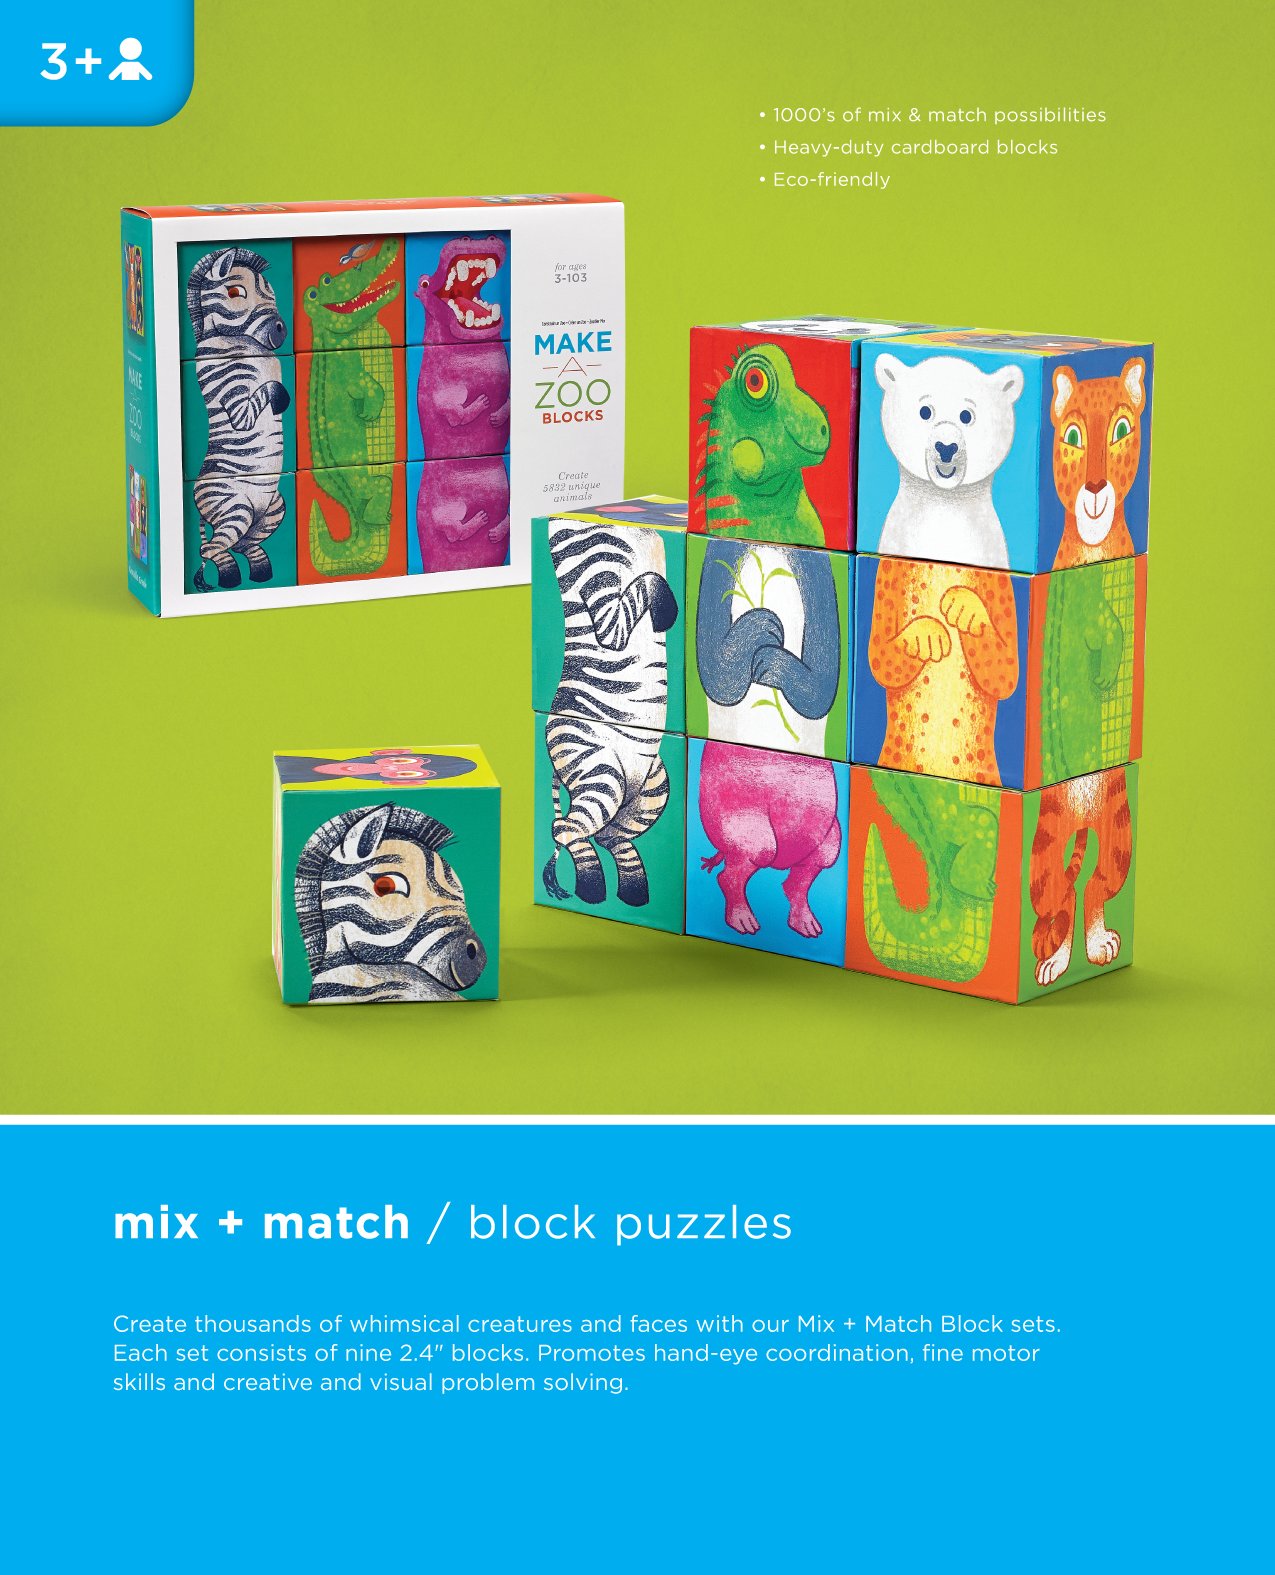 3+
• 1000's of mix & match possibilities
• Heavy-duty cardboard blocks
• Eco-friendly
for ages
3-103
MAKE
A
ZOO
BLOCKS
Create
5832 unique
animals
MAKE
A
ZOO
BLOCKS
mix + match / block puzzles
Create thousands of whimsical creatures and faces with our Mix + Match Block sets.
Each set consists of nine 2.4" blocks. Promotes hand-eye coordination, fine motor
skills and creative and visual problem solving.